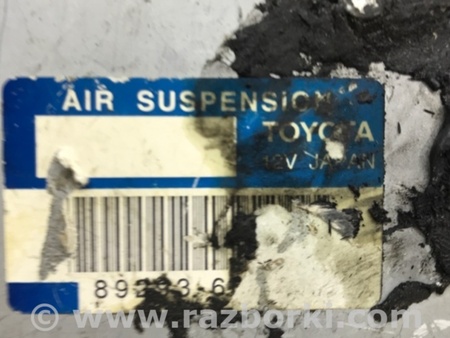 AIR SUSPENSION
TOYOTA
12V JAPAN
www.razborki.com